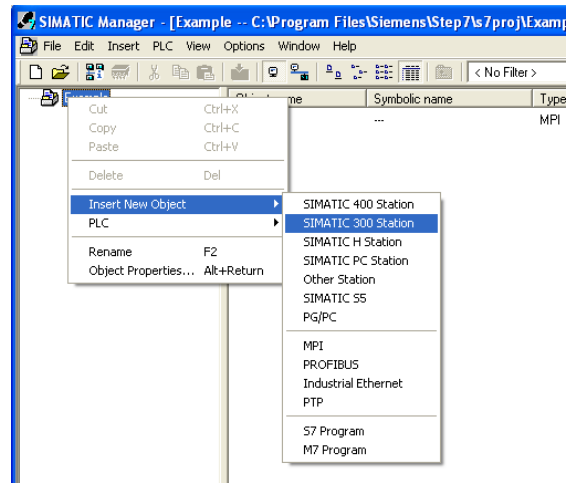 SIMATIC Manager - [Example -- C:\Program Files\Siemens\Step7\s7proj\Examp
File Edit Insert PLC View Options Window Help
< No Filter >
Symbolic name Type
--- MPI
Cut Ctrl+X
Copy Ctrl+C
Paste Ctrl+V
Delete Del
Insert New Object
PLC
Rename F2
Object Properties... Alt+Return
SIMATIC 400 Station
SIMATIC 300 Station
SIMATIC H Station
SIMATIC PC Station
Other Station
SIMATIC S5
PG/PC
MPI
PROFIBUS
Industrial Ethernet
PTP
S7 Program
M7 Program